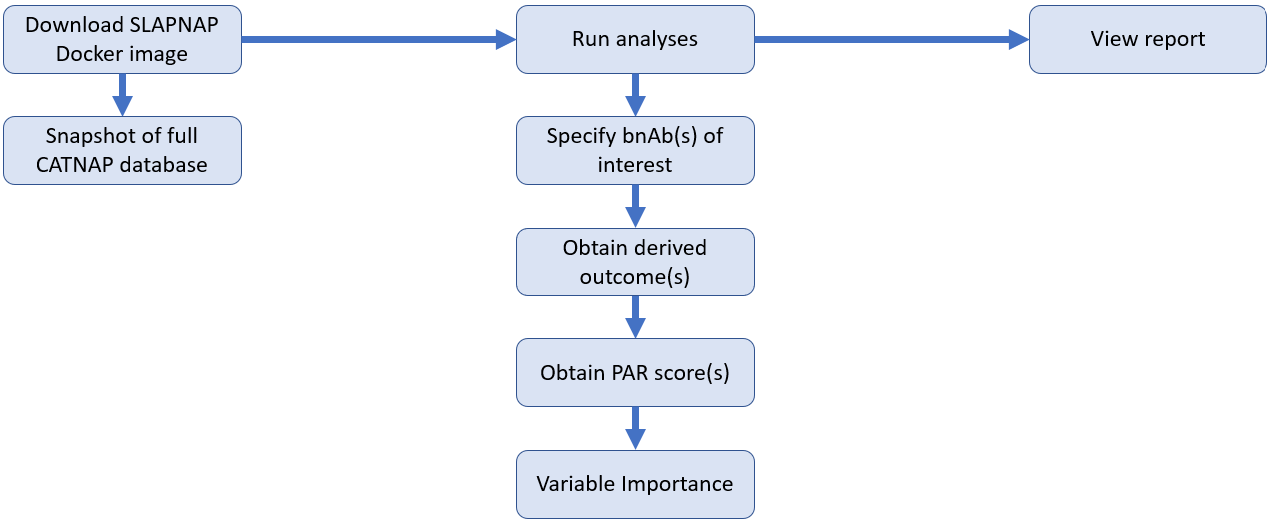 Download SLAPNAP
Docker image
Run analyses
View report
Snapshot of full
CATNAP database
Specify bnAb(s) of
interest
Obtain derived
outcome(s)
Obtain PAR score(s)
Variable Importance